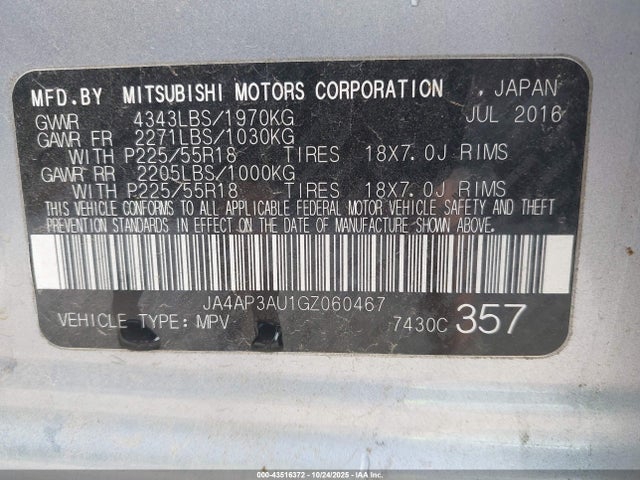 MFD.BY MITSUBISHI MOTORS CORPORATION , JAPAN
GVWR 4343LBS/1970KG JUL 2016
GAWR FR 2271LBS/1030KG
WITH P225/55R18 TIRES 18X7.0J RIMS
GAWR RR 2205LBS/1000KG
WITH P225/55R18 TIRES 18X7.0J RIMS
THIS VEHICLE CONFORMS TO ALL APPLICABLE FEDERAL MOTOR VEHICLE SAFETY AND THEFT
PREVENTION STANDARDS IN EFFECT ON THE DATE OF MANUFACTURE SHOWN ABOVE.
JA4AP3AU1GZ060467
VEHICLE TYPE: MPV 7430C 357
© -- 43516372 -- 10/24/2025 -- IAA Inc.